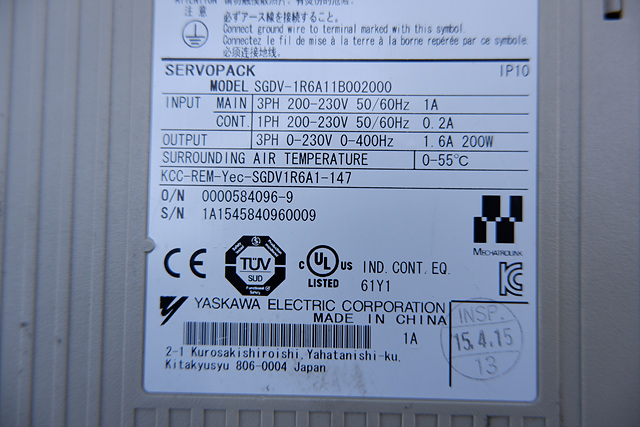 注意 必ずアース線を接続すること。
Connect ground wire to terminal marked with this symbol.
Connectez le fil de mise à la terre à la borne repérée par ce symbole.
必须连接地线。
SERVOPACK IP10
MODEL SGDV-1R6A11B002000
INPUT MAIN 3PH 200-230V 50/60Hz 1A
CONT. 1PH 200-230V 50/60Hz 0.2A
OUTPUT 3PH 0-230V 0-400Hz 1.6A 200W
SURROUNDING AIR TEMPERATURE 0-55℃
KCC-REM-Yec-SGDV1R6A1-147
O/N 0000584096-9
S/N 1A1545840960009
MECHATROLINK
CE TÜV SUD Functional Safety
C UL US LISTED IND. CONT. EQ. 61Y1
YASKAWA ELECTRIC CORPORATION
MADE IN CHINA
1A
2-1 Kurosakishiroishi, Yahatanishi-ku,
Kitakyusyu 806-0004 Japan
INSP.
15.4.15
13